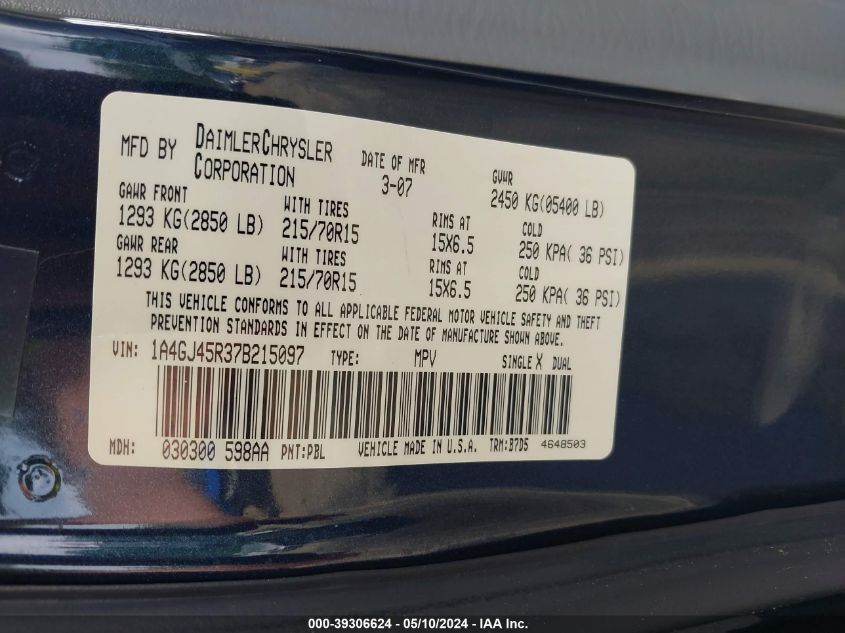 MFD BY DAIMLERCHRYSLER CORPORATION DATE OF MFR 3-07 GVWR 2450 KG(05400 LB)
GAWR FRONT WITH TIRES RIMS AT COLD
1293 KG(2850 LB) 215/70R15 15X6.5 250 KPA( 36 PSI)
GAWR REAR WITH TIRES RIMS AT COLD
1293 KG(2850 LB) 215/70R15 15X6.5 250 KPA( 36 PSI)
THIS VEHICLE CONFORMS TO ALL APPLICABLE FEDERAL MOTOR VEHICLE SAFETY AND THEFT
PREVENTION STANDARDS IN EFFECT ON THE DATE OF MANUFACTURE SHOWN ABOVE.
VIN: 1A4GJ45R37B215097 TYPE: MPV SINGLE X DUAL
MDH: 030300 598AA PNT:PBL VEHICLE MADE IN U.S.A. TRM:B7D5 4648503
000-39306624 - 05/10/2024 - IAA Inc.